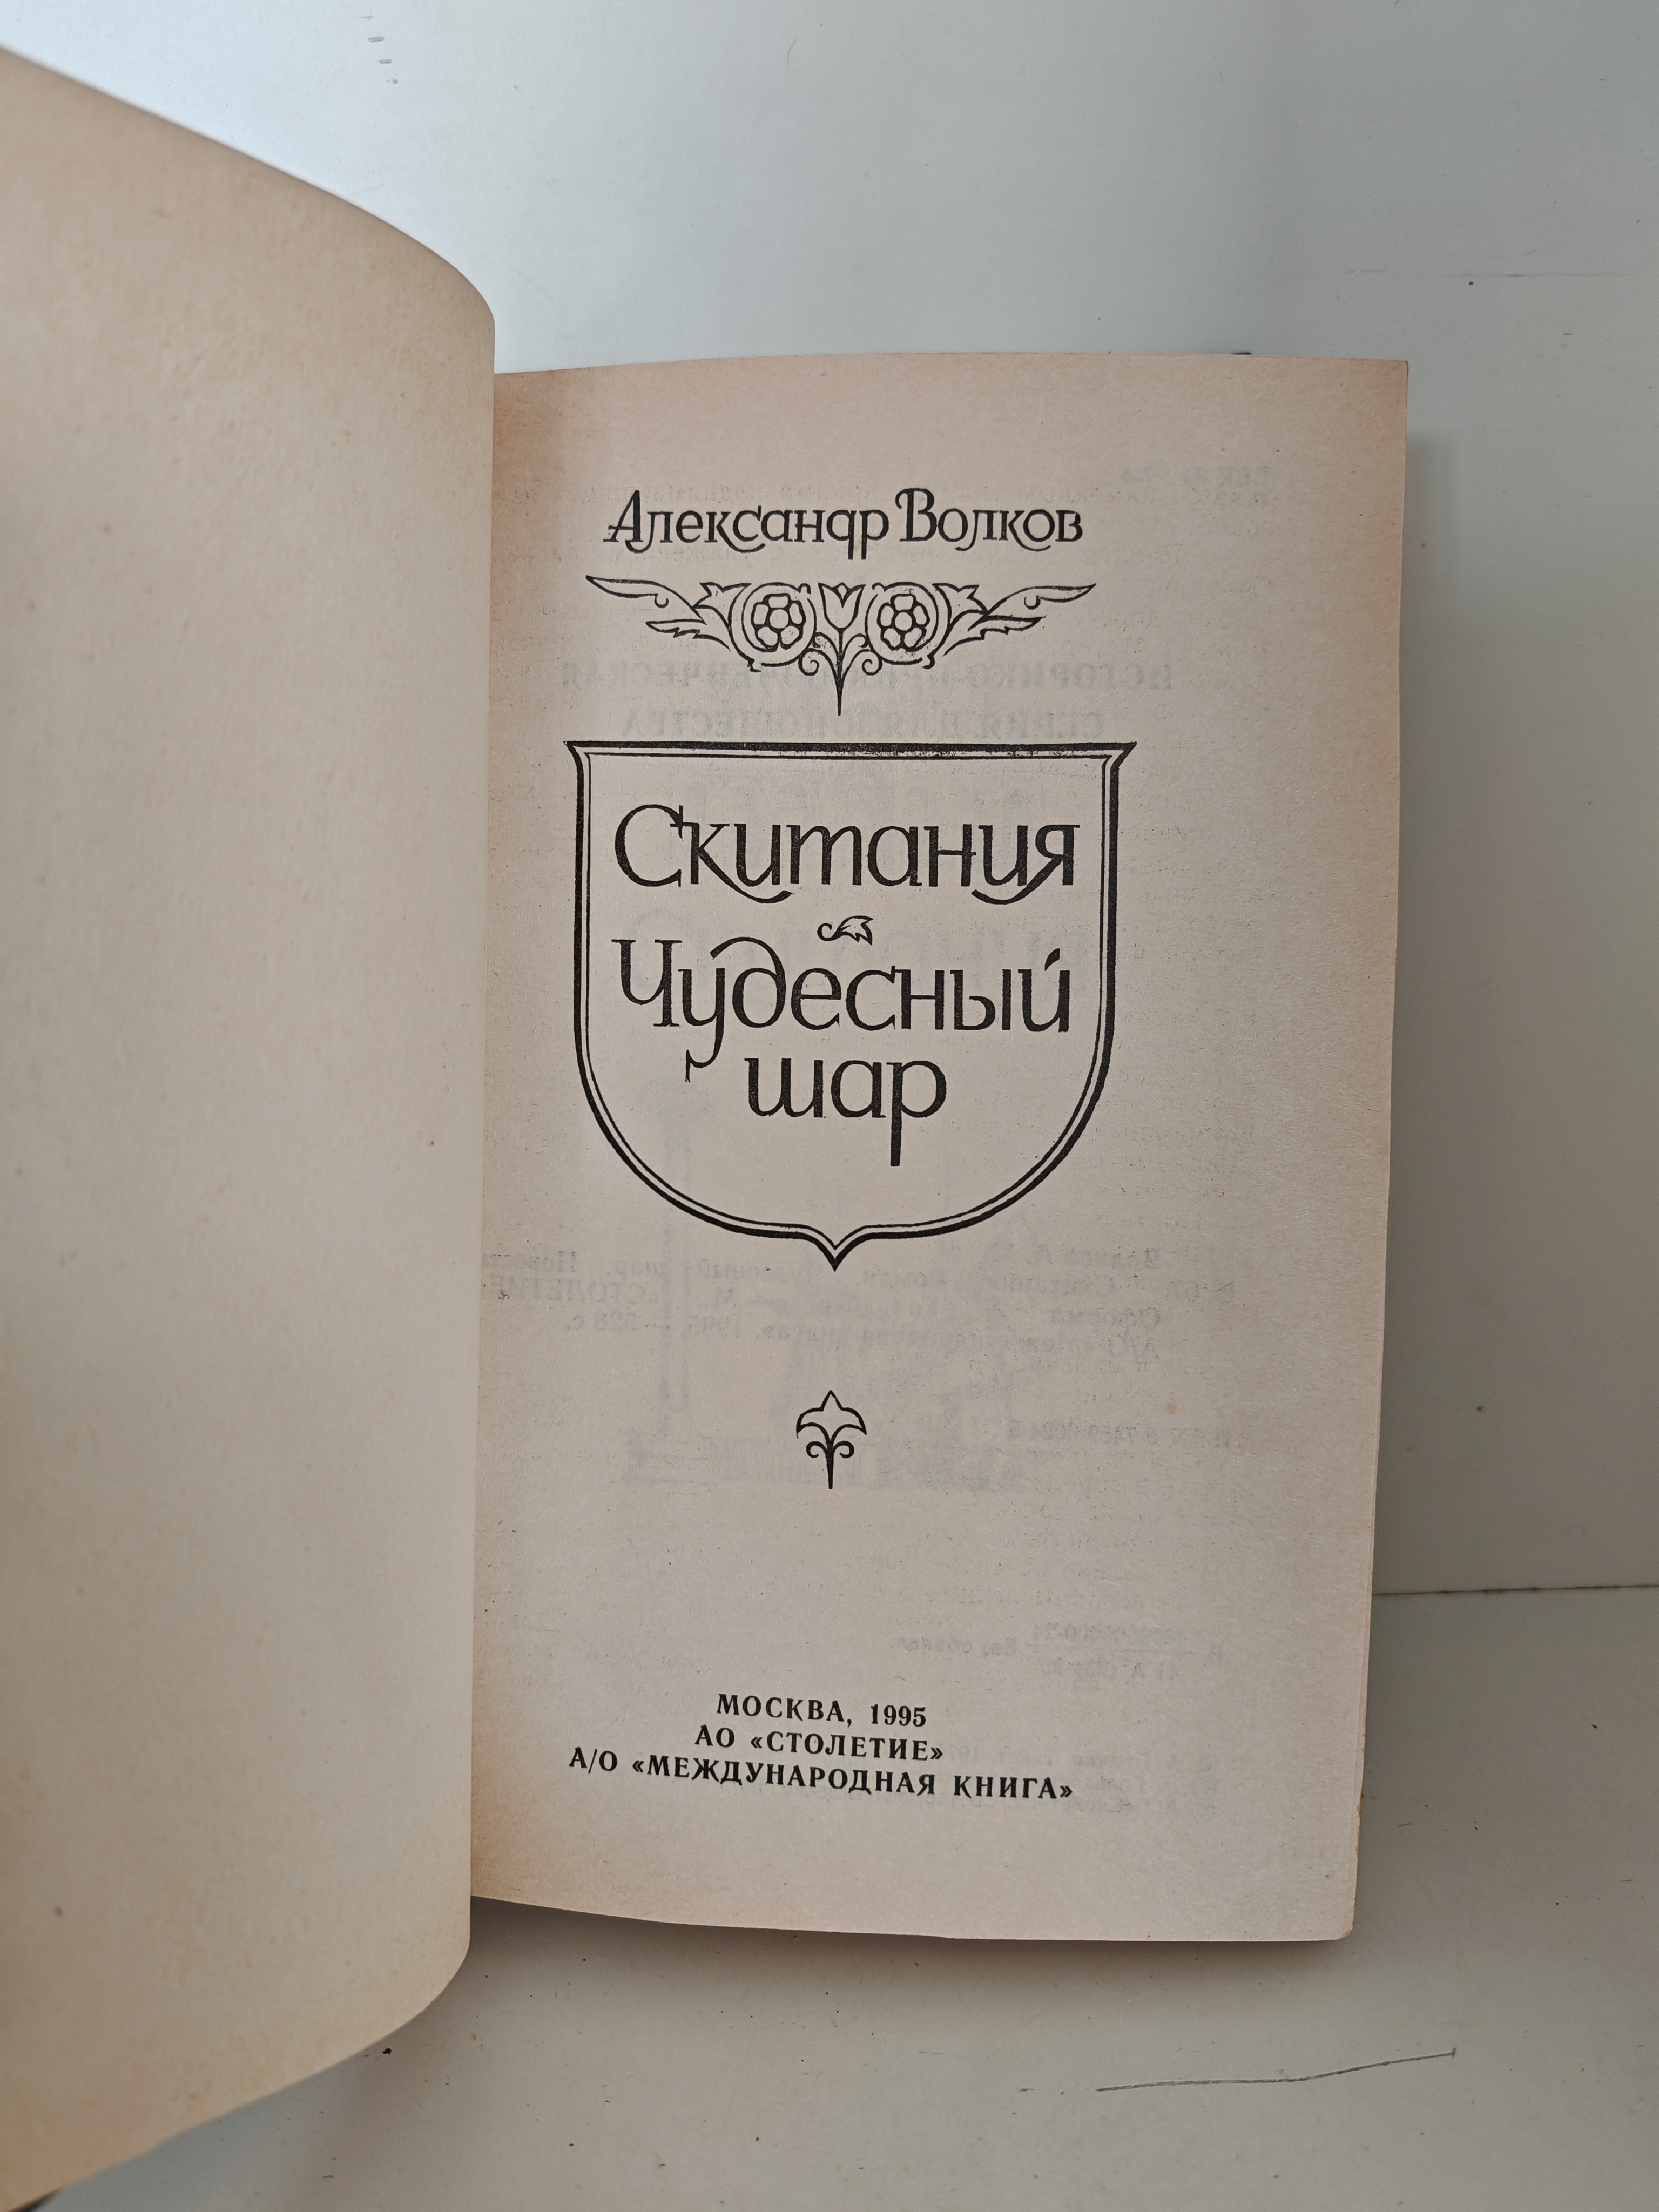 Александр Волков
Скитания
Чудесный
шар
МОСКВА, 1995
АО «СТОЛЕТИЕ»
А/О «МЕЖДУНАРОДНАЯ КНИГА»